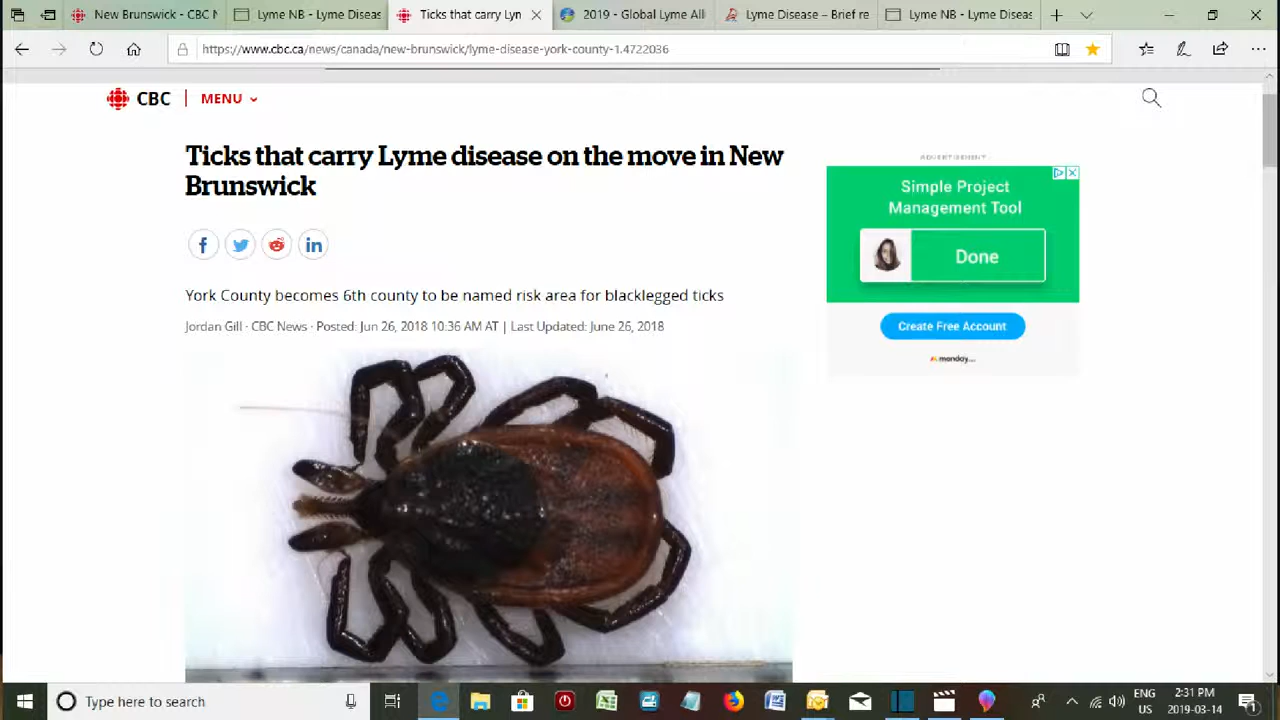 New Brunswick - CBC N
Lyme NB - Lyme Diseas
Ticks that carry Lyn
2019 - Global Lyme Alli
Lyme Disease – Brief re
Lyme NB - Lyme Diseas
https://www.cbc.ca/news/canada/new-brunswick/lyme-disease-york-county-1.4722036
CBC
MENU
Ticks that carry Lyme disease on the move in New
Brunswick
York County becomes 6th county to be named risk area for blacklegged ticks
Jordan Gill · CBC News · Posted: Jun 26, 2018 10:36 AM AT | Last Updated: June 26, 2018
ADVERTISEMENT
Simple Project
Management Tool
Done
Create Free Account
monday.com
Type here to search
ENG
US
2:31 PM
2019-03-14
1